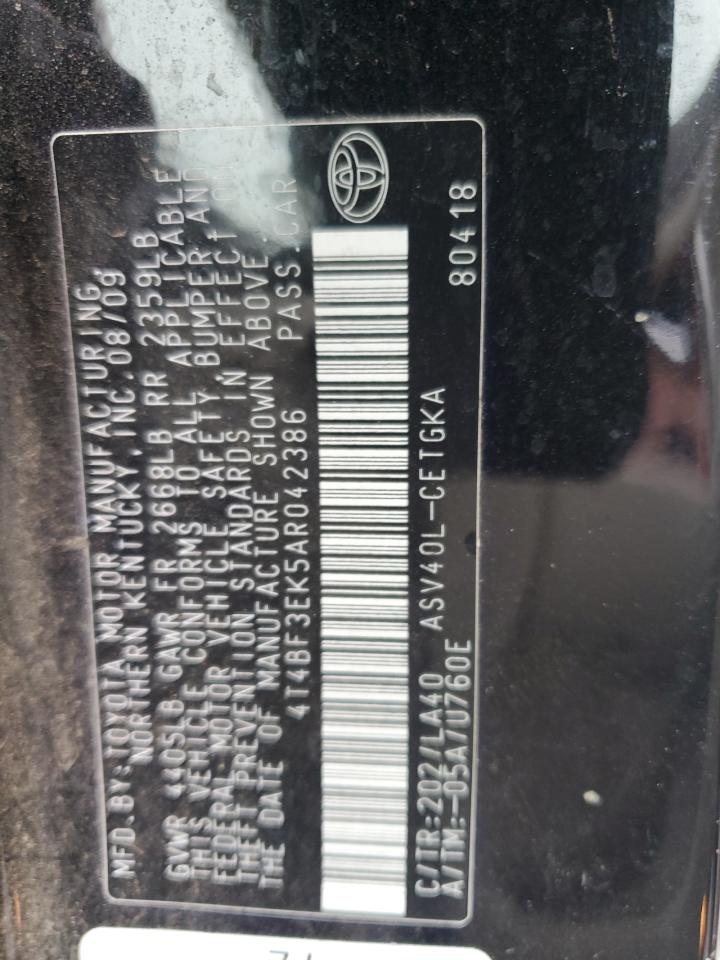 MFD.BY:TOYOTA MOTOR MANUFACTURING,
NORTHERN KENTUCKY,INC.08/09
GVWR 4405LB GAWR FR 2668LB RR 2359LB
THIS VEHICLE CONFORMS TO ALL APPLICABLE
FEDERAL MOTOR VEHICLE SAFETY, BUMPER AND
THEFT PREVENTION STANDARDS IN EFFECT ON
THE DATE OF MANUFACTURE SHOWN ABOVE.
4T4BF3EK5AR042386 PASS.CAR
C/TR:202/LA40 ASV40L-CETGKA 80418
A/TM:-05A/U760E